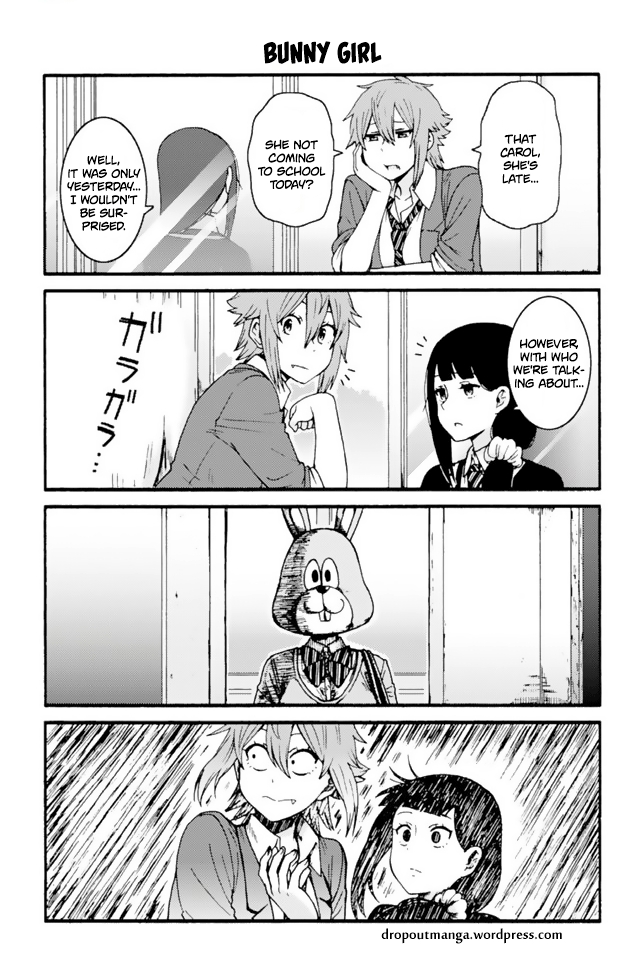 BUNNY GIRL
THAT
CAROL,
SHE'S
LATE...
SHE NOT
COMING
TO SCHOOL
TODAY?
WELL,
IT WAS ONLY
YESTERDAY...
I WOULDN'T
BE SUR-
PRISED.
HOWEVER,
WITH WHO
WE'RE TALK-
ING ABOUT...
ガラガラ…
dropoutmanga.wordpress.com